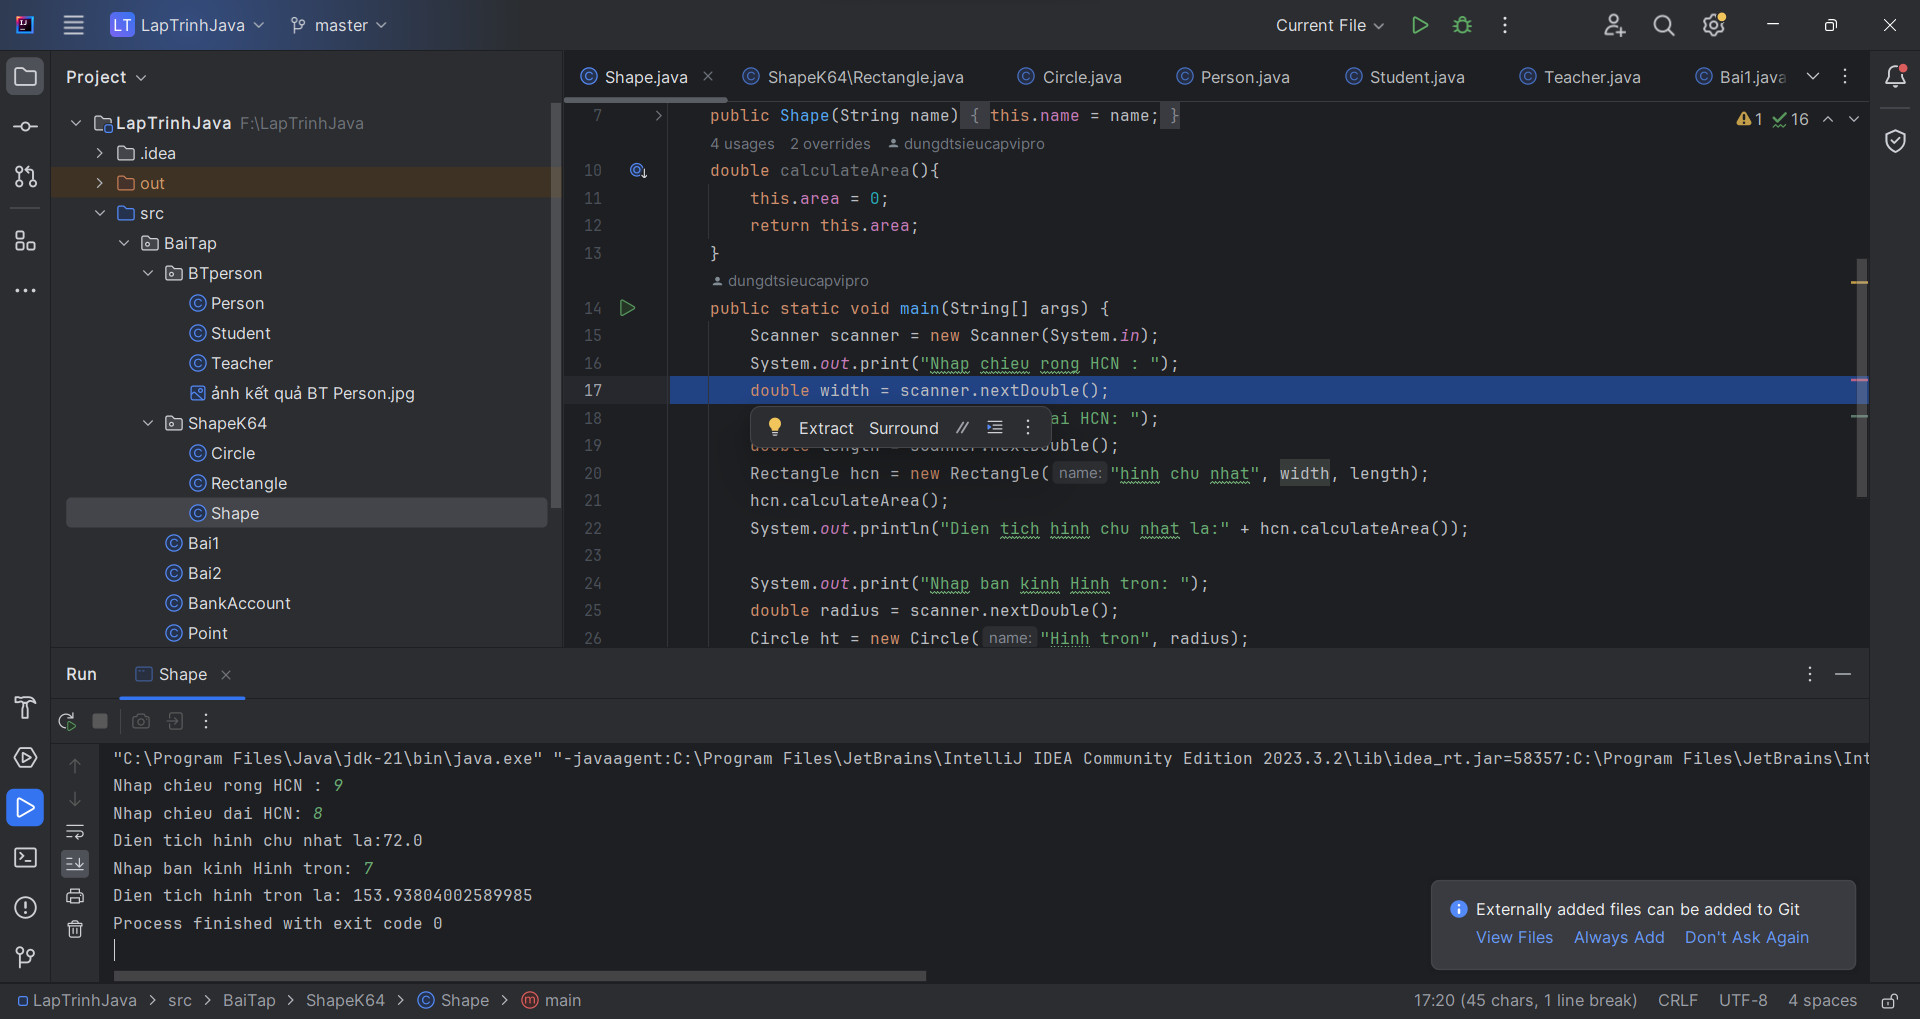 LT LapTrinhJava master Current File
Project
Shape.java ShapeK64\Rectangle.java Circle.java Person.java Student.java Teacher.java Bai1.java
LapTrinhJava F:\LapTrinhJava
.idea
out
src
BaiTap
BTperson
Person
Student
Teacher
ảnh kết quả BT Person.jpg
ShapeK64
Circle
Rectangle
Shape
Bai1
Bai2
BankAccount
Point
1 16
7 public Shape(String name) { this.name = name; }
4 usages 2 overrides dungdtsieucapvipro
10 double calculateArea(){
11 this.area = 0;
12 return this.area;
13 }
dungdtsieucapvipro
14 public static void main(String[] args) {
15 Scanner scanner = new Scanner(System.in);
16 System.out.print("Nhap chieu rong HCN : ");
17 double width = scanner.nextDouble();
18 ai HCN: ");
Extract Surround //
19 double length = scanner.nextDouble();
20 Rectangle hcn = new Rectangle( name: "hinh chu nhat", width, length);
21 hcn.calculateArea();
22 System.out.println("Dien tich hinh chu nhat la:" + hcn.calculateArea());
23
24 System.out.print("Nhap ban kinh Hinh tron: ");
25 double radius = scanner.nextDouble();
26 Circle ht = new Circle( name: "Hinh tron", radius);
Run Shape
"C:\Program Files\Java\jdk-21\bin\java.exe" "-javaagent:C:\Program Files\JetBrains\IntelliJ IDEA Community Edition 2023.3.2\lib\idea_rt.jar=58357:C:\Program Files\JetBrains\Int
Nhap chieu rong HCN : 9
Nhap chieu dai HCN: 8
Dien tich hinh chu nhat la:72.0
Nhap ban kinh Hinh tron: 7
Dien tich hinh tron la: 153.93804002589985
Process finished with exit code 0
Externally added files can be added to Git
View Files Always Add Don't Ask Again
LapTrinhJava > src > BaiTap > ShapeK64 > Shape > main
17:20 (45 chars, 1 line break) CRLF UTF-8 4 spaces